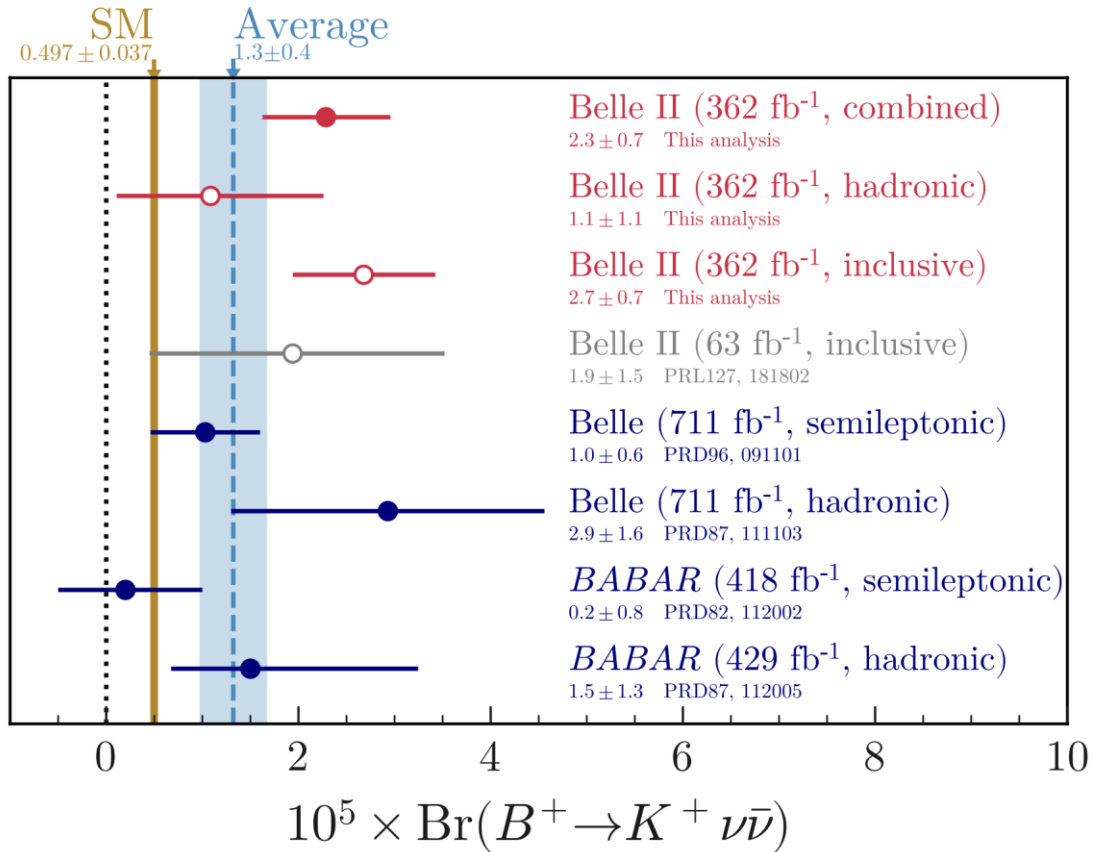 SM
0.497 ± 0.037
Average
1.3±0.4
Belle II (362 fb⁻¹, combined)
2.3 ± 0.7 This analysis
Belle II (362 fb⁻¹, hadronic)
1.1 ± 1.1 This analysis
Belle II (362 fb⁻¹, inclusive)
2.7 ± 0.7 This analysis
Belle II (63 fb⁻¹, inclusive)
1.9 ± 1.5 PRL127, 181802
Belle (711 fb⁻¹, semileptonic)
1.0 ± 0.6 PRD96, 091101
Belle (711 fb⁻¹, hadronic)
2.9 ± 1.6 PRD87, 111103
BABAR (418 fb⁻¹, semileptonic)
0.2 ± 0.8 PRD82, 112002
BABAR (429 fb⁻¹, hadronic)
1.5 ± 1.3 PRD87, 112005
0 2 4 6 8 10
10⁵ × Br(B⁺→K⁺νν̄)